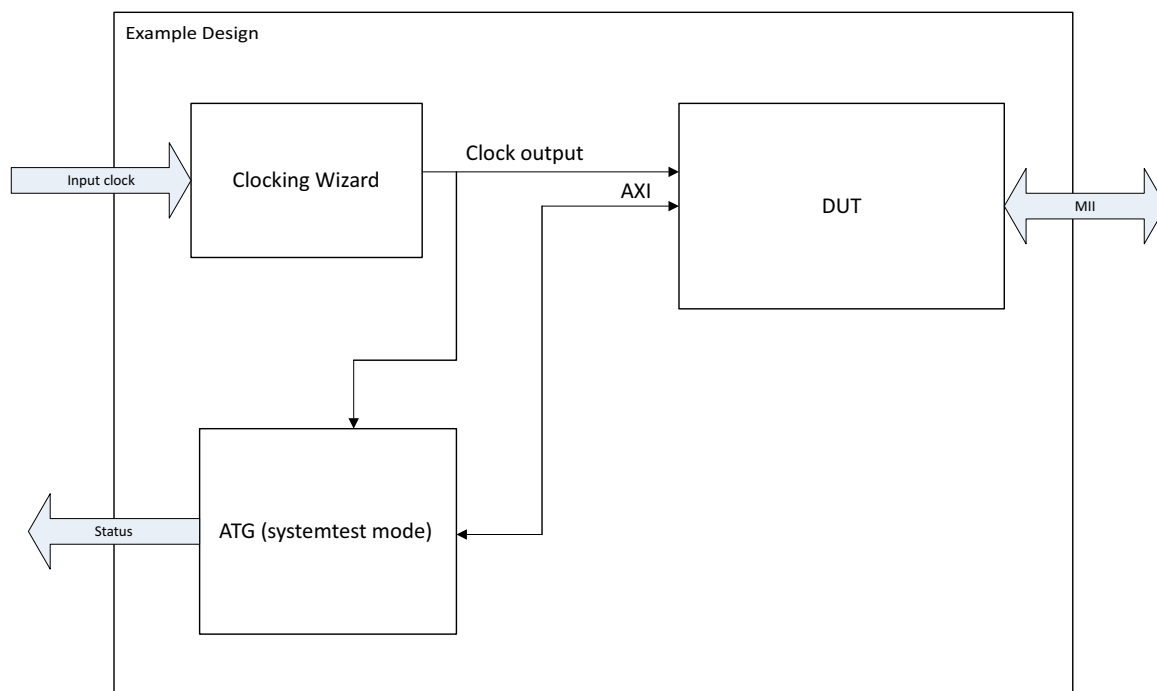 Example Design
Clock output
Input clock
Clocking Wizard
AXI
DUT
MII
Status
ATG (systemtest mode)